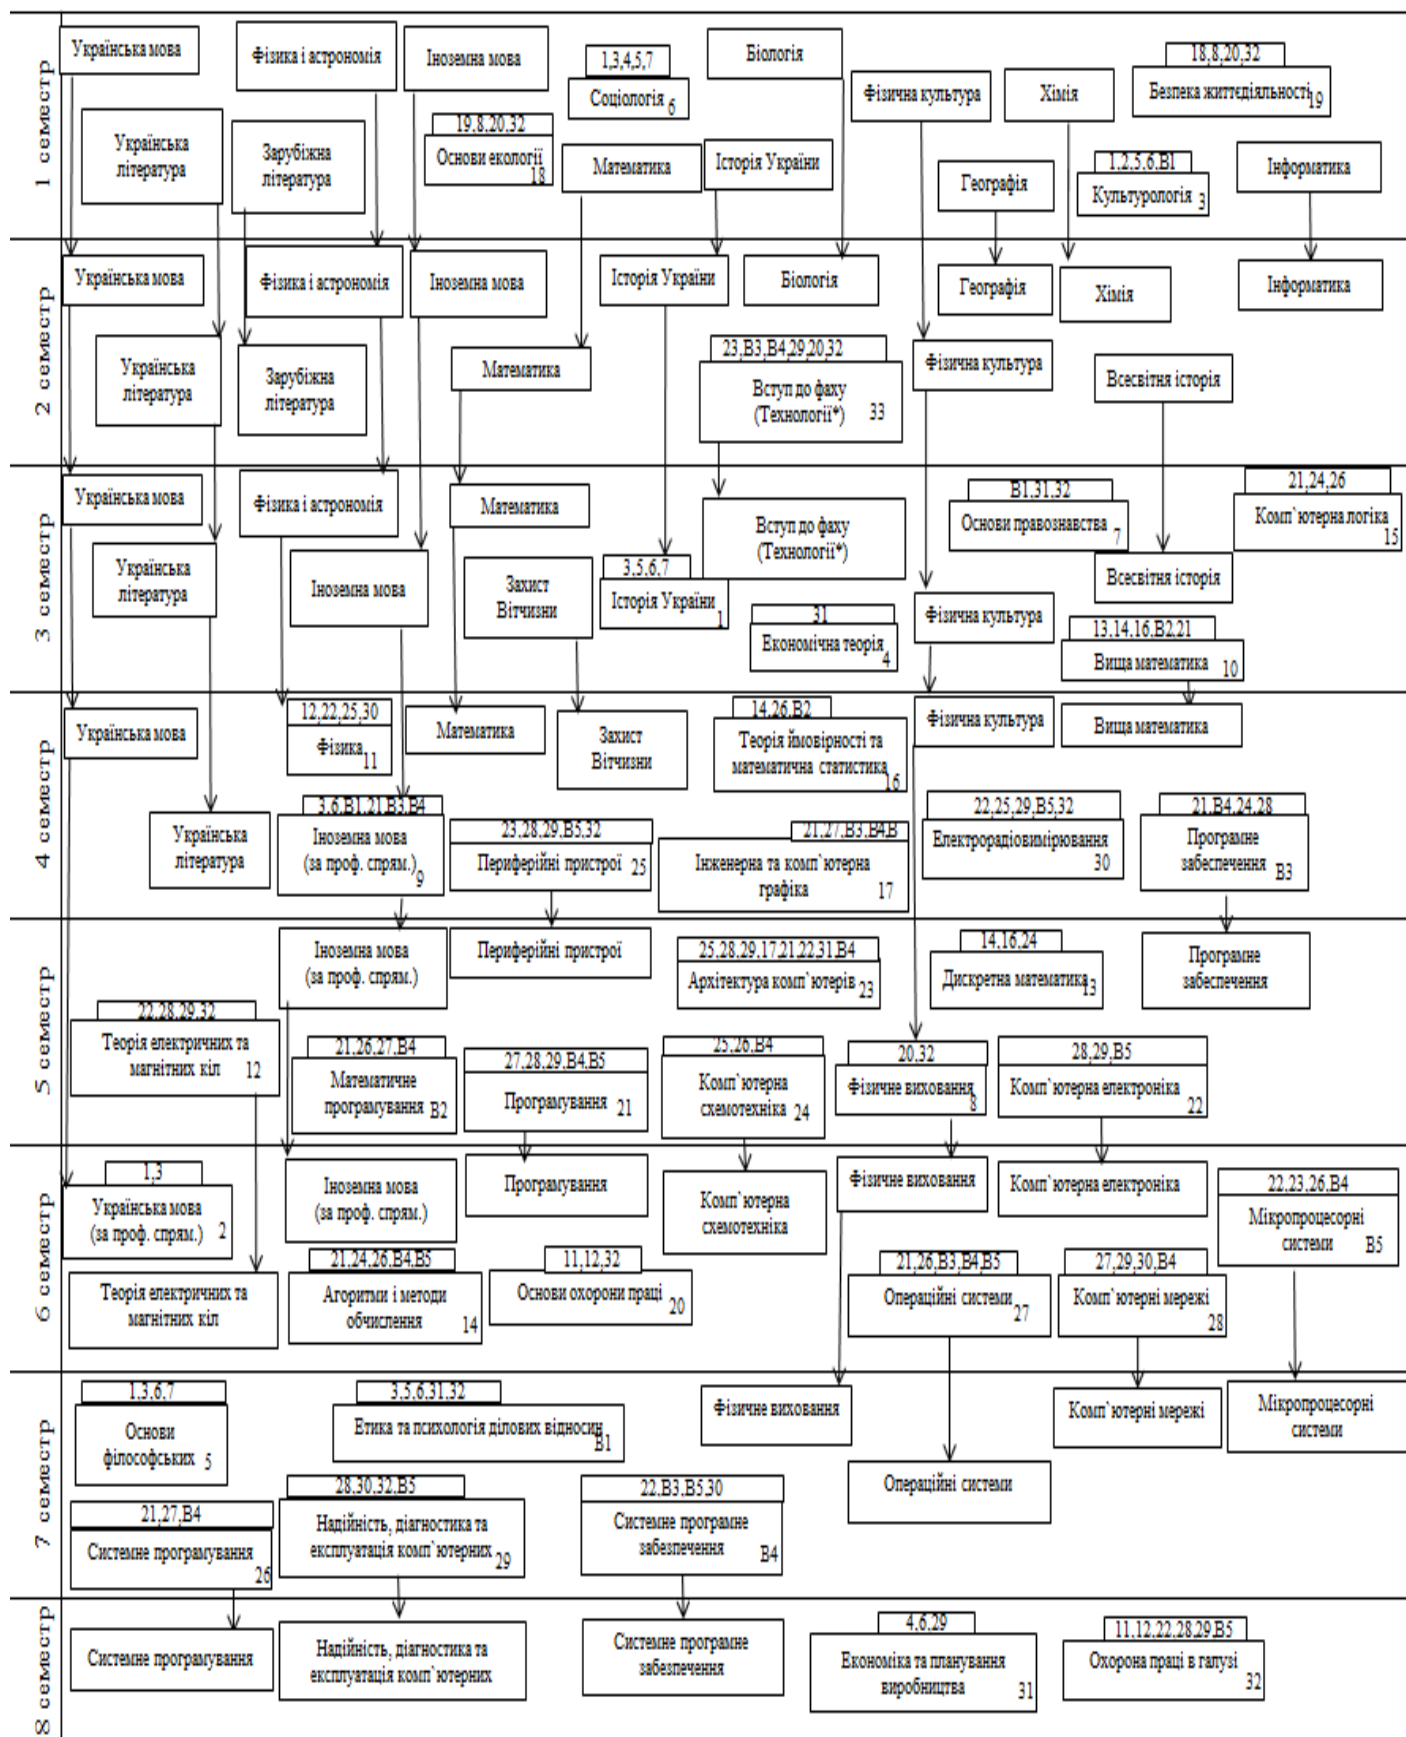 1 семестр
Українська мова
Фізика і астрономія
Іноземна мова
1,3,4,5,7
Соціологія 6
Біологія
Фізична культура
Хімія
18,8,20,32
Безпека життєдіяльності 19
Українська
література
Зарубіжна
література
19,8,20,32
Основи екології
18
Математика
Історія України
Географія
1,2,5,6,В1
Культурологія 3
Інформатика
2 семестр
Українська мова
Фізика і астрономія
Іноземна мова
Історія України
Біологія
Географія
Хімія
Інформатика
Українська
література
Зарубіжна
література
Математика
23,В3,В4,29,20,32
Вступ до фаху
(Технології*) 33
Фізична культура
Всесвітня історія
3 семестр
Українська мова
Фізика і астрономія
Математика
Вступ до фаху
(Технології*)
В1,31,32
Основи правознавства
7
21,24,26
Комп`ютерна логіка
15
Українська
література
Іноземна мова
Захист
Вітчизни
3,5,6,7
Історія України
1
31
Економічна теорія
4
Фізична культура
Всесвітня історія
13,14,16,В2,21
Вища математика 10
4 семестр
Українська мова
12,22,25,30
Фізика
11
Математика
Захист
Вітчизни
14,26,В2
Теорія ймовірності та
математична статистика
16
Фізична культура
Вища математика
Українська
література
3,6,В1,21,В3,В4
Іноземна мова
(за проф. спрям.)
9
23,28,29,В5,32
Периферійні пристрої 25
21,27,В3,В4,В
Інженерна та комп`ютерна
графіка 17
22,25,29,В5,32
Електрорадіовимірювання
30
21,В4,24,28
Програмне
забезпечення В3
5 семестр
Іноземна мова
(за проф. спрям.)
Периферійні пристрої
25,28,29,17,21,22,31,В4
Архітектура комп`ютерів 23
14,16,24
Дискретна математика
13
Програмне
забезпечення
22,28,29,32
Теорія електричних та
магнітних кіл 12
21,26,27,В4
Математичне
програмування В2
27,28,29,В4,В5
Програмування 21
25,26,В4
Комп`ютерна
схемотехніка 24
20,32
Фізичне виховання
8
28,29,В5
Комп`ютерна електроніка
22
6 семестр
1,3
Українська мова
(за проф. спрям.) 2
Іноземна мова
(за проф. спрям.)
Програмування
Комп`ютерна
схемотехніка
Фізичне виховання
Комп`ютерна електроніка
22,23,26,В4
Мікропроцесорні
системи В5
Теорія електричних та
магнітних кіл
21,24,26,В4,В5
Алгоритми і методи
обчислення 14
11,12,32
Основи охорони праці
20
21,26,В3,В4,В5
Операційні системи
27
27,29,30,В4
Комп`ютерні мережі
28
7 семестр
1,3,6,7
Основи
філософських 5
3,5,6,31,32
Етика та психологія ділових відносин
В1
Фізичне виховання
Комп`ютерні мережі
Мікропроцесорні
системи
21,27,В4
Системне програмування
26
28,30,32,В5
Надійність, діагностика та
експлуатація комп`ютерних 29
22,В3,В5,30
Системне програмне
забезпечення В4
Операційні системи
8 семестр
Системне програмування
Надійність, діагностика та
експлуатація комп`ютерних
Системне програмне
забезпечення
4,6,29
Економіка та планування
виробництва 31
11,12,22,28,29,В5
Охорона праці в галузі
32